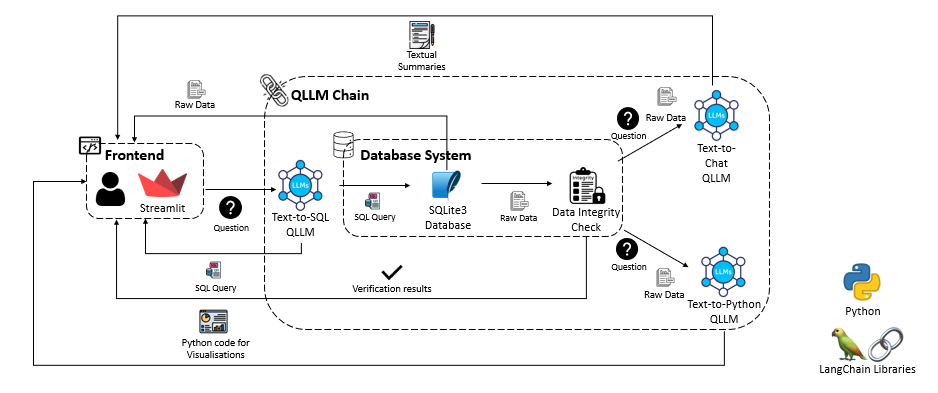 Textual
Summaries
Raw Data
QLLM Chain
LLMs
Raw Data
Question
Text-to-
Chat
QLLM
Frontend
Streamlit
Question
LLMs
Text-to-SQL
QLLM
Database System
SQL Query
SQLite3
Database
Raw Data
Integrity
Data Integrity
Check
Question
Raw Data
LLMs
Text-to-Python
QLLM
SQL Query
Verification results
Python code for
Visualisations
Python
LangChain Libraries